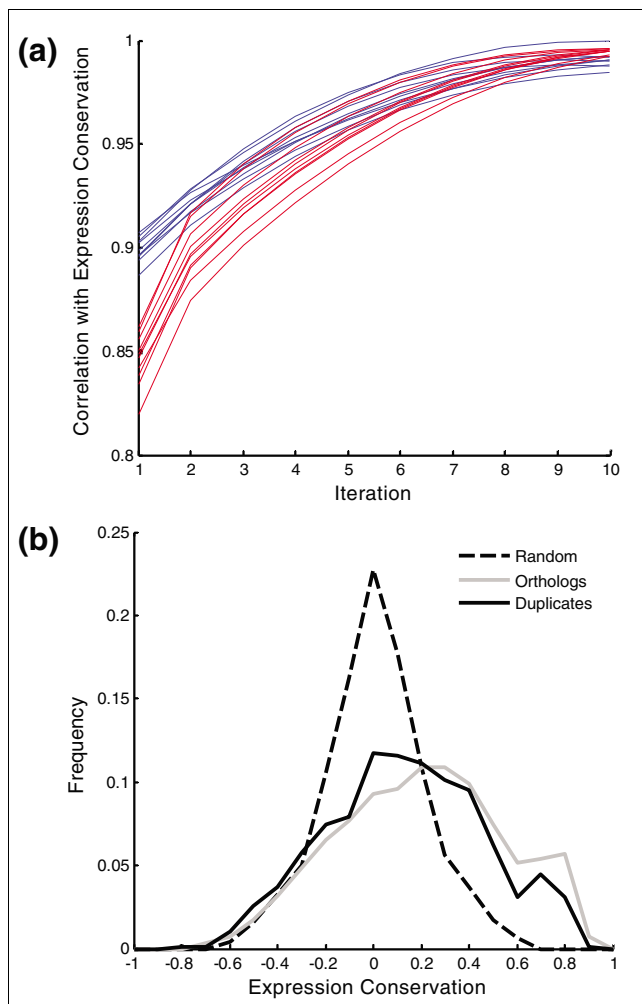 (a)
Correlation with Expression Conservation
1
0.95
0.9
0.85
0.8
1 2 3 4 5 6 7 8 9 10
Iteration
(b)
Frequency
0.25
0.2
0.15
0.1
0.05
0
Random
Orthologs
Duplicates
-1 -0.8 -0.6 -0.4 -0.2 0 0.2 0.4 0.6 0.8 1
Expression Conservation